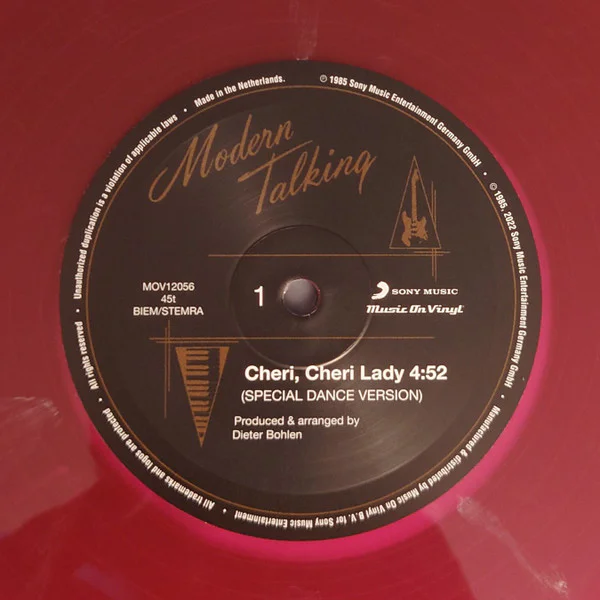 Modern
Talking
MOV12056
45t
BIEM/STEMRA
1
SONY MUSIC
Music On Vinyl
Cheri, Cheri Lady 4:52
(SPECIAL DANCE VERSION)
Produced & arranged by
Dieter Bohlen
℗ 1985 Sony Music Entertainment Germany GmbH • © 1985, 2022 Sony Music Entertainment Germany GmbH • Manufactured & distributed by Music On Vinyl B.V. for Sony Music Entertainment • All trademarks and logos are protected • All rights reserved • Unauthorized duplication is a violation of applicable laws • Made in the Netherlands.